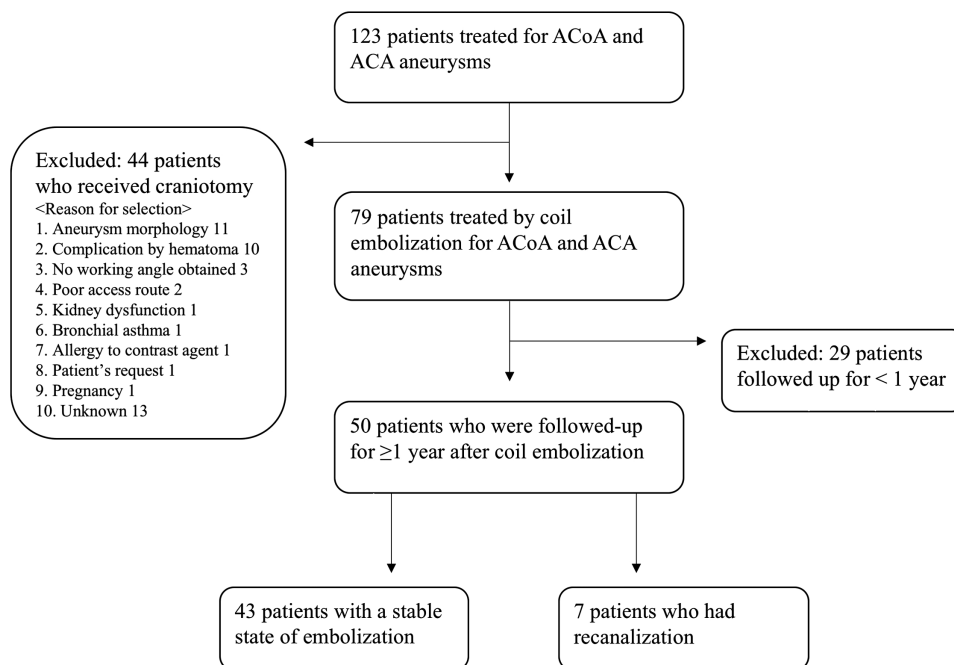 123 patients treated for ACoA and
ACA aneurysms
Excluded: 44 patients
who received craniotomy
<Reason for selection>
1. Aneurysm morphology 11
2. Complication by hematoma 10
3. No working angle obtained 3
4. Poor access route 2
5. Kidney dysfunction 1
6. Bronchial asthma 1
7. Allergy to contrast agent 1
8. Patient’s request 1
9. Pregnancy 1
10. Unknown 13
79 patients treated by coil
embolization for ACoA and ACA
aneurysms
Excluded: 29 patients
followed up for < 1 year
50 patients who were followed-up
for ≥1 year after coil embolization
43 patients with a stable
state of embolization
7 patients who had
recanalization